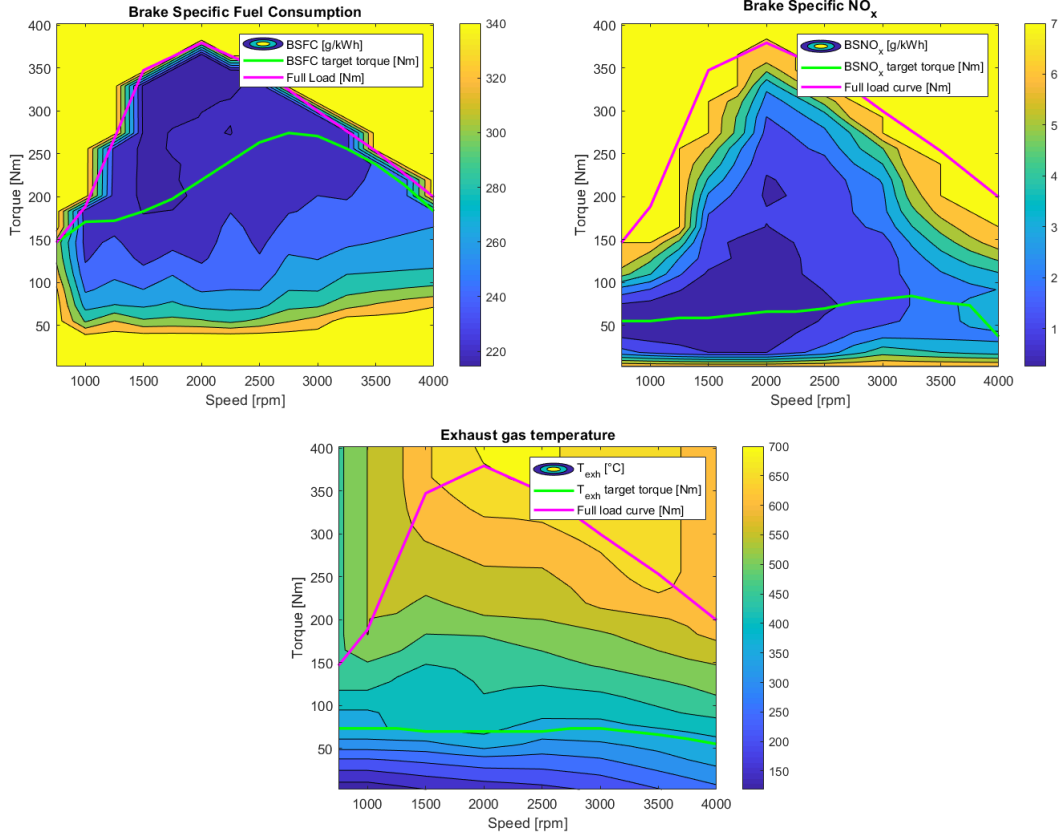 Brake Specific Fuel Consumption
400
350
300
250
200
150
100
50
Torque [Nm]
BSFC [g/kWh]
BSFC target torque [Nm]
Full Load [Nm]
1000 1500 2000 2500 3000 3500 4000
Speed [rpm]
340
320
300
280
260
240
220
Brake Specific NOx
400
350
300
250
200
150
100
50
Torque [Nm]
BSNOx [g/kWh]
BSNOx target torque [Nm]
Full load curve [Nm]
1000 1500 2000 2500 3000 3500 4000
Speed [rpm]
7
6
5
4
3
2
1
Exhaust gas temperature
400
350
300
250
200
150
100
50
Torque [Nm]
Texh [°C]
Texh target torque [Nm]
Full load curve [Nm]
1000 1500 2000 2500 3000 3500 4000
Speed [rpm]
700
650
600
550
500
450
400
350
300
250
200
150